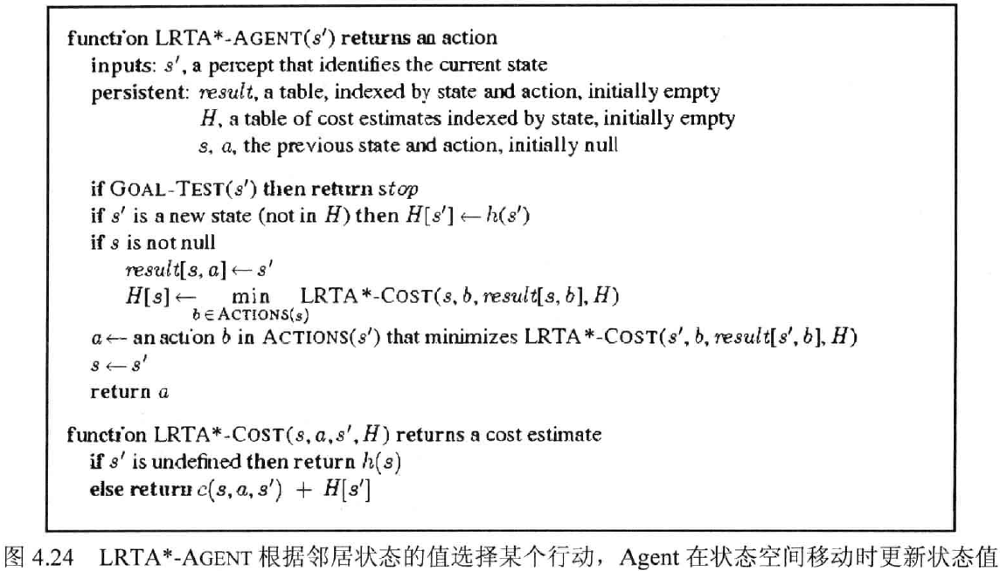 function LRTA*-AGENT(s′) returns an action
inputs: s′, a percept that identifies the current state
persistent: result, a table, indexed by state and action, initially empty
H, a table of cost estimates indexed by state, initially empty
s, a, the previous state and action, initially null
if GOAL-TEST(s′) then return stop
if s′ is a new state (not in H) then H[s′] ← h(s′)
if s is not null
result[s, a] ← s′
H[s] ← min LRTA*-COST(s, b, result[s, b], H)
b ∈ ACTIONS(s)
a ← an action b in ACTIONS(s′) that minimizes LRTA*-COST(s′, b, result[s′, b], H)
s ← s′
return a
function LRTA*-COST(s, a, s′, H) returns a cost estimate
if s′ is undefined then return h(s)
else return c(s, a, s′) + H[s′]
图 4.24 LRTA*-AGENT 根据邻居状态的值选择某个行动，Agent 在状态空间移动时更新状态值